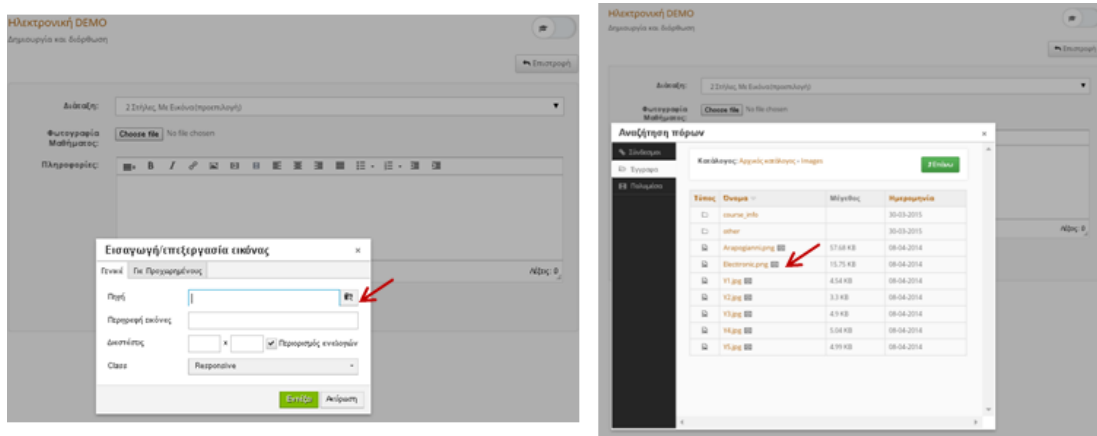 Ηλεκτρονική DEMO
Δημιουργία και διόρθωση
Επιστροφή
Διάταξη: 2 Στήλες, Με Εικόνα(προεπιλογή)
Φωτογραφία Μαθήματος: Choose file No file chosen
Πληροφορίες:
B I
Εισαγωγή/επεξεργασία εικόνας ×
Γενικά Για Προχωρημένους
Πηγή
Περιγραφή εικόνας
Διαστάσεις x Περιορισμός αναλογιών
Class Responsive
Εντάξει Ακύρωση
Λέξεις: 0
Ηλεκτρονική DEMO
Δημιουργία και διόρθωση
Επιστροφή
Διάταξη: 2 Στήλες, Με Εικόνα(προεπιλογή)
Φωτογραφία Μαθήματος: Choose file No file chosen
Αναζήτηση πόρων ×
Σύνδεσμοι
Έγγραφα
Πολυμέσα
Κατάλογος: Αρχικός κατάλογος » Images
Επάνω
Τύπος Όνομα Μέγεθος Ημερομηνία
course_info 30-03-2015
other 30-03-2015
Arapogianni.png 57.68 KB 08-04-2014
Electronic.png 15.75 KB 08-04-2014
Y1.jpg 4.54 KB 08-04-2014
Y2.jpg 3.3 KB 08-04-2014
Y3.jpg 4.9 KB 08-04-2014
Y4.jpg 5.04 KB 08-04-2014
Y5.jpg 4.99 KB 08-04-2014
Λέξεις: 0